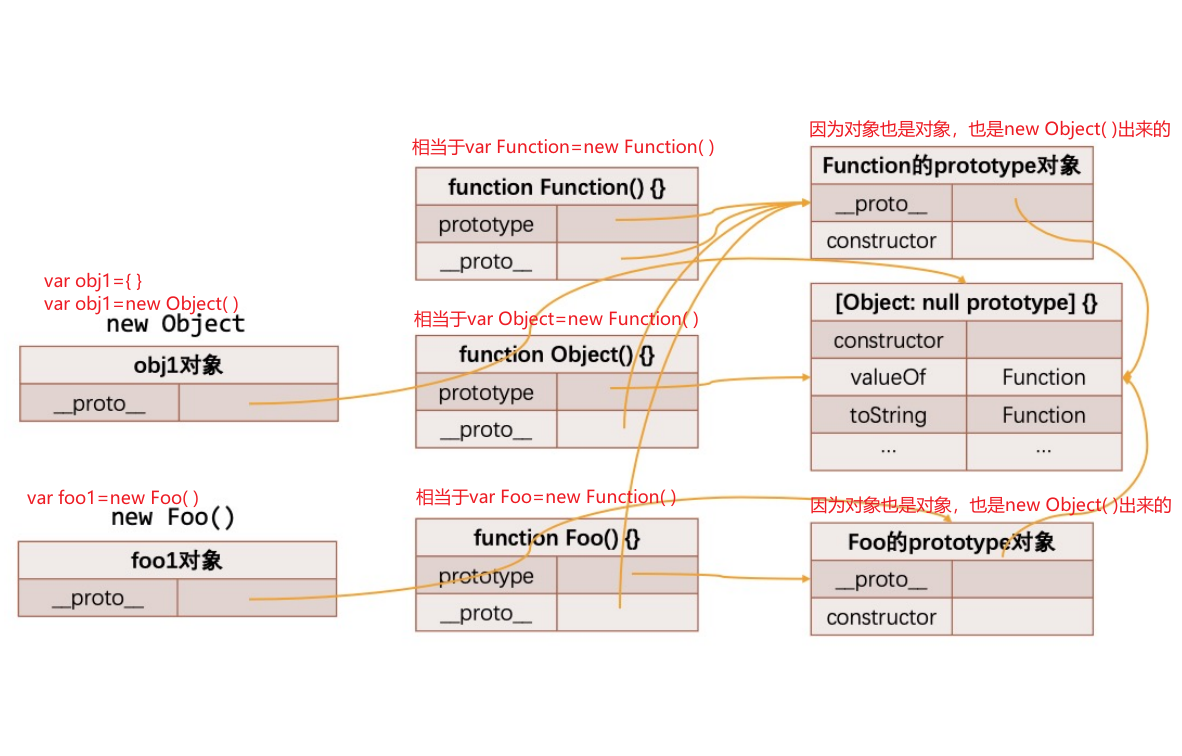 因为对象也是对象，也是new Object( )出来的
相当于var Function=new Function( )
Function的prototype对象
function Function() {}
__proto__
prototype
constructor
__proto__
var obj1={ }
var obj1=new Object( )
new Object
[Object: null prototype] {}
相当于var Object=new Function( )
constructor
function Object() {}
obj1对象
valueOf Function
prototype
__proto__
toString Function
__proto__
... ...
var foo1=new Foo( )
相当于var Foo=new Function( )
因为对象也是对象，也是new Object( )出来的
new Foo()
function Foo() {}
Foo的prototype对象
foo1对象
prototype
__proto__
__proto__
__proto__
constructor